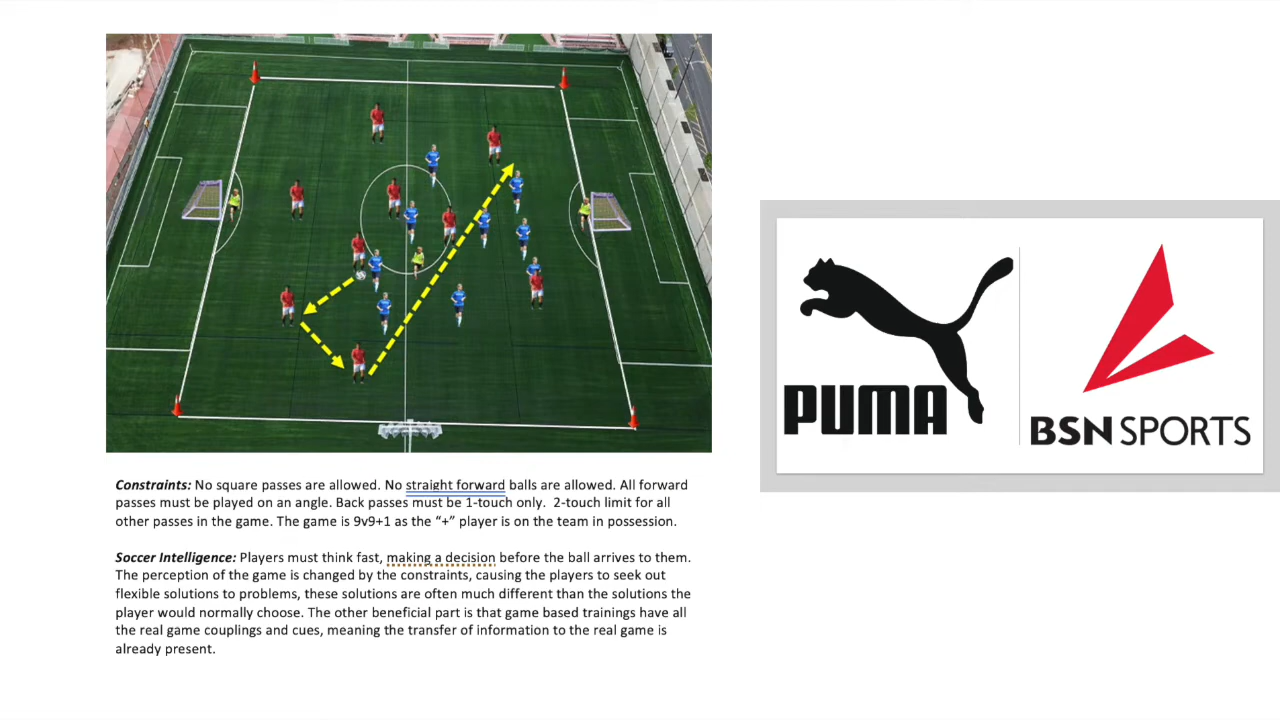 Constraints: No square passes are allowed. No straight forward balls are allowed. All forward
passes must be played on an angle. Back passes must be 1-touch only.  2-touch limit for all
other passes in the game. The game is 9v9+1 as the “+” player is on the team in possession.
Soccer Intelligence: Players must think fast, making a decision before the ball arrives to them.
The perception of the game is changed by the constraints, causing the players to seek out
flexible solutions to problems, these solutions are often much different than the solutions the
player would normally choose. The other beneficial part is that game based trainings have all
the real game couplings and cues, meaning the transfer of information to the real game is
already present.
PUMA
BSN SPORTS